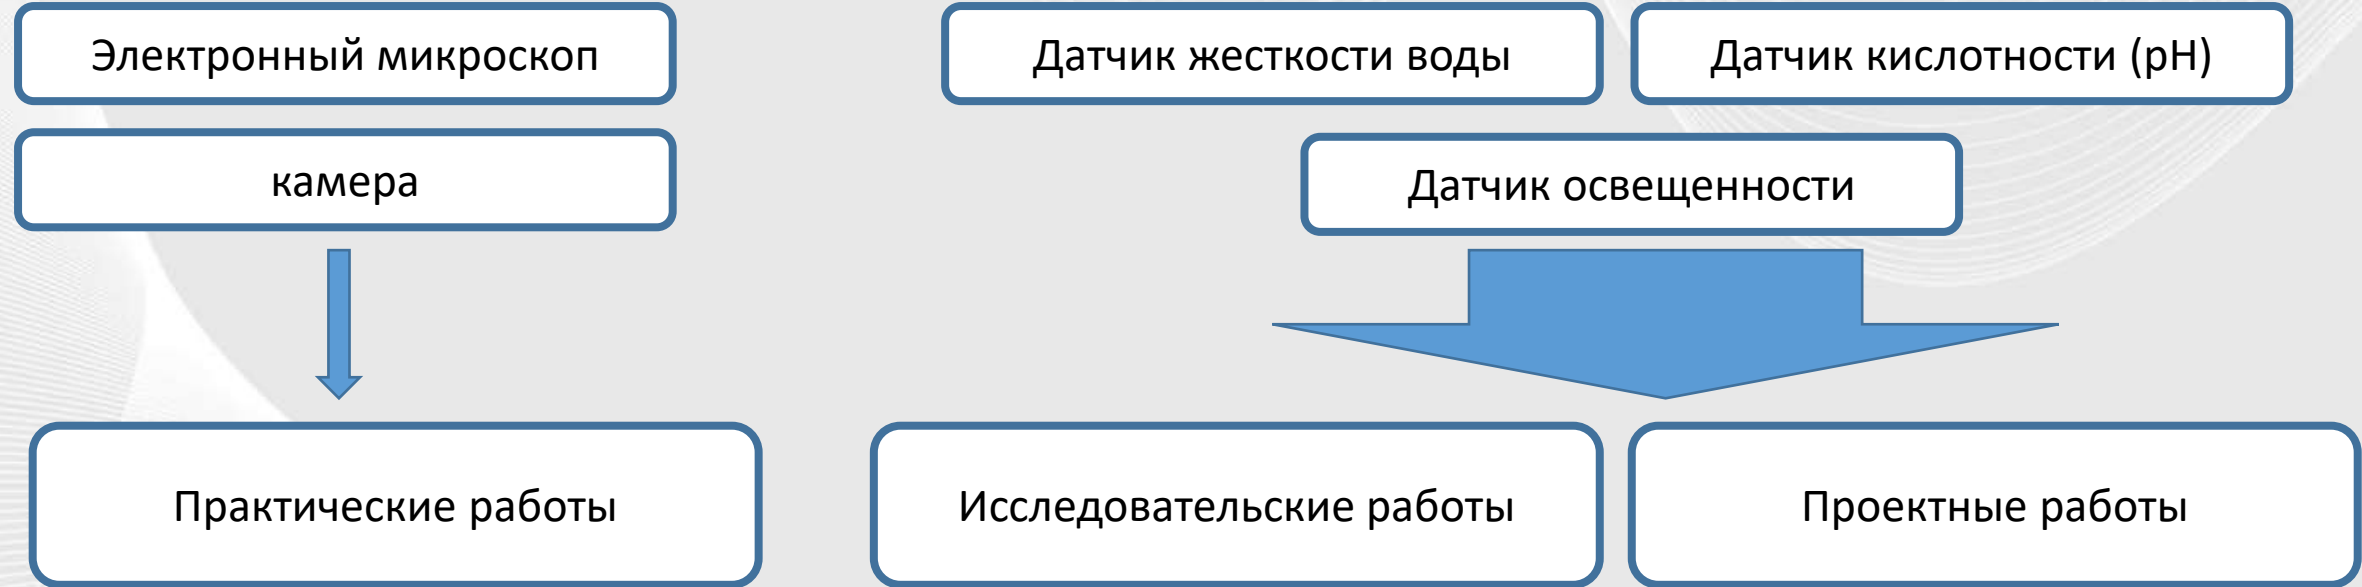 Электронный микроскоп
камера
Датчик жесткости воды
Датчик кислотности (pH)
Датчик освещенности
Практические работы
Исследовательские работы
Проектные работы